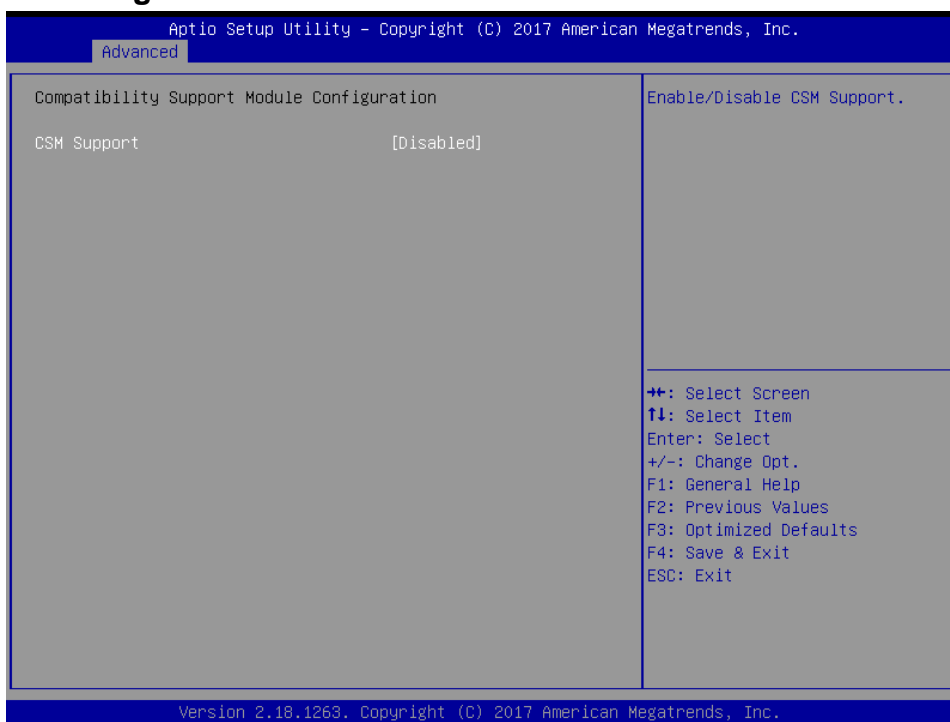 Aptio Setup Utility – Copyright (C) 2017 American Megatrends, Inc.
Advanced
Compatibility Support Module Configuration
CSM Support [Disabled]
Enable/Disable CSM Support.
→←: Select Screen
↑↓: Select Item
Enter: Select
+/-: Change Opt.
F1: General Help
F2: Previous Values
F3: Optimized Defaults
F4: Save & Exit
ESC: Exit
Version 2.18.1263. Copyright (C) 2017 American Megatrends, Inc.